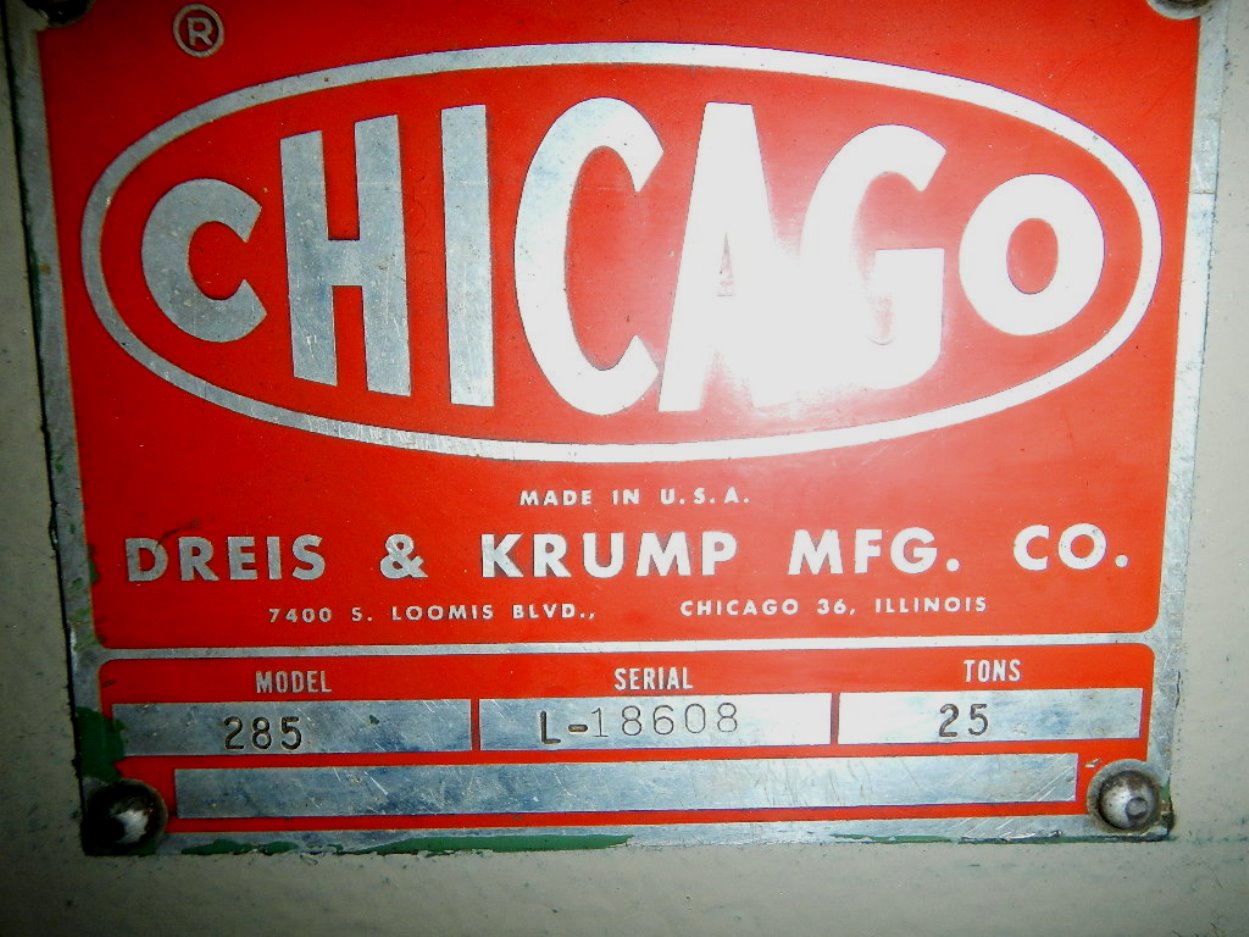 ®
CHICAGO
MADE IN U.S.A.
DREIS & KRUMP MFG. CO.
7400 S. LOOMIS BLVD., CHICAGO 36, ILLINOIS
MODEL SERIAL TONS
285 L-18608 25